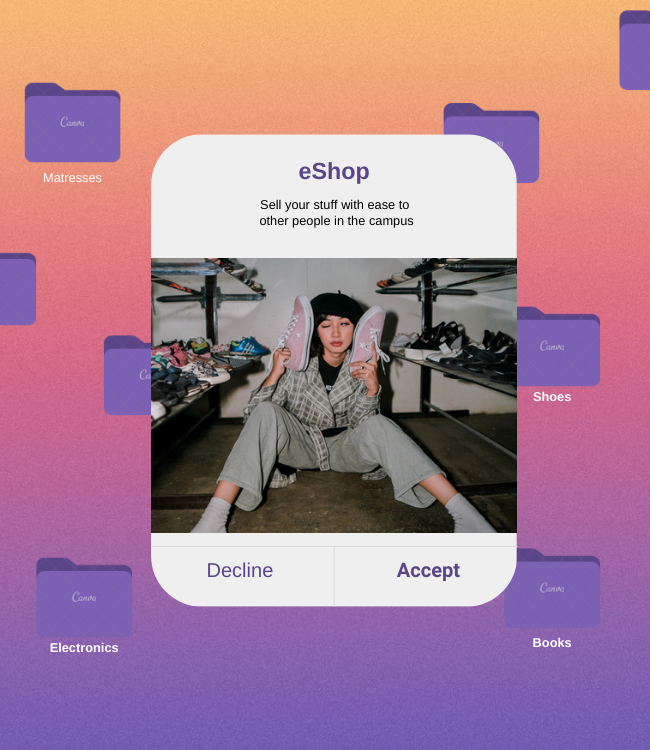 Canva
Matresses
eShop
Sell your stuff with ease to
other people in the campus
Canva
Shoes
Decline
Accept
Canva
Electronics
Canva
Books